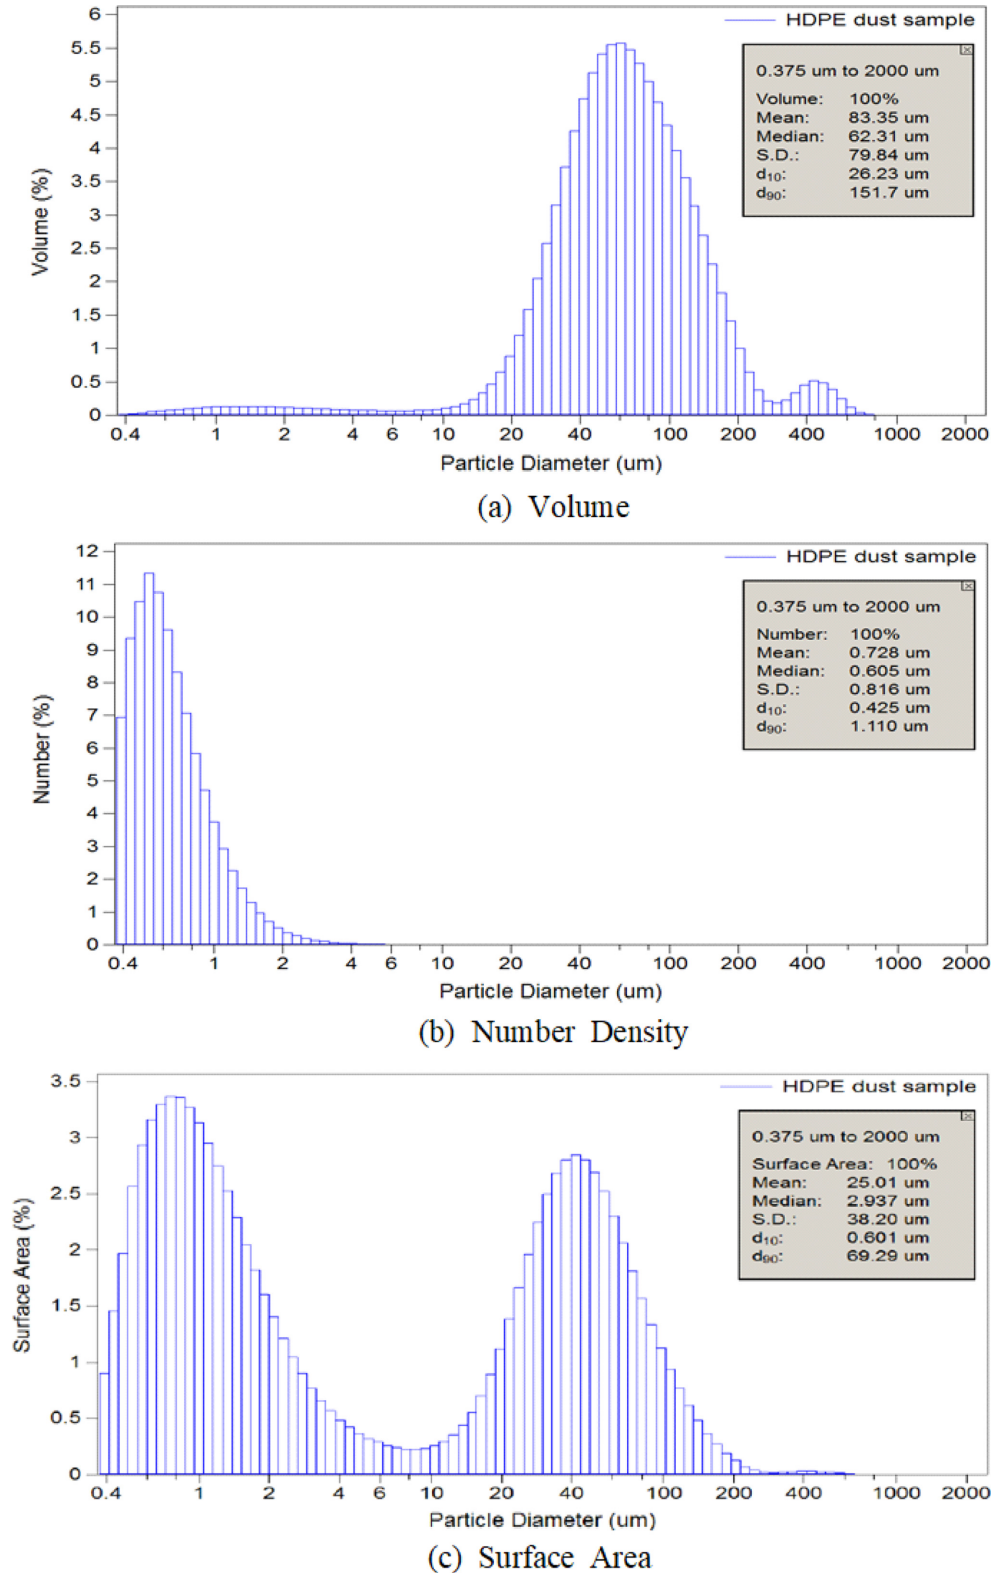 HDPE dust sample
0.375 um to 2000 um
Volume: 100%
Mean: 83.35 um
Median: 62.31 um
S.D.: 79.84 um
d10: 26.23 um
d90: 151.7 um
Volume (%)
6
5.5
5
4.5
4
3.5
3
2.5
2
1.5
1
0.5
0
0.4 1 2 4 6 10 20 40 100 200 400 1000 2000
Particle Diameter (um)
(a) Volume
HDPE dust sample
0.375 um to 2000 um
Number: 100%
Mean: 0.728 um
Median: 0.605 um
S.D.: 0.816 um
d10: 0.425 um
d90: 1.110 um
Number (%)
12
11
10
9
8
7
6
5
4
3
2
1
0
0.4 1 2 4 6 10 20 40 100 200 400 1000 2000
Particle Diameter (um)
(b) Number Density
HDPE dust sample
0.375 um to 2000 um
Surface Area: 100%
Mean: 25.01 um
Median: 2.937 um
S.D.: 38.20 um
d10: 0.601 um
d90: 69.29 um
Surface Area (%)
3.5
3
2.5
2
1.5
1
0.5
0
0.4 1 2 4 6 10 20 40 100 200 400 1000 2000
Particle Diameter (um)
(c) Surface Area